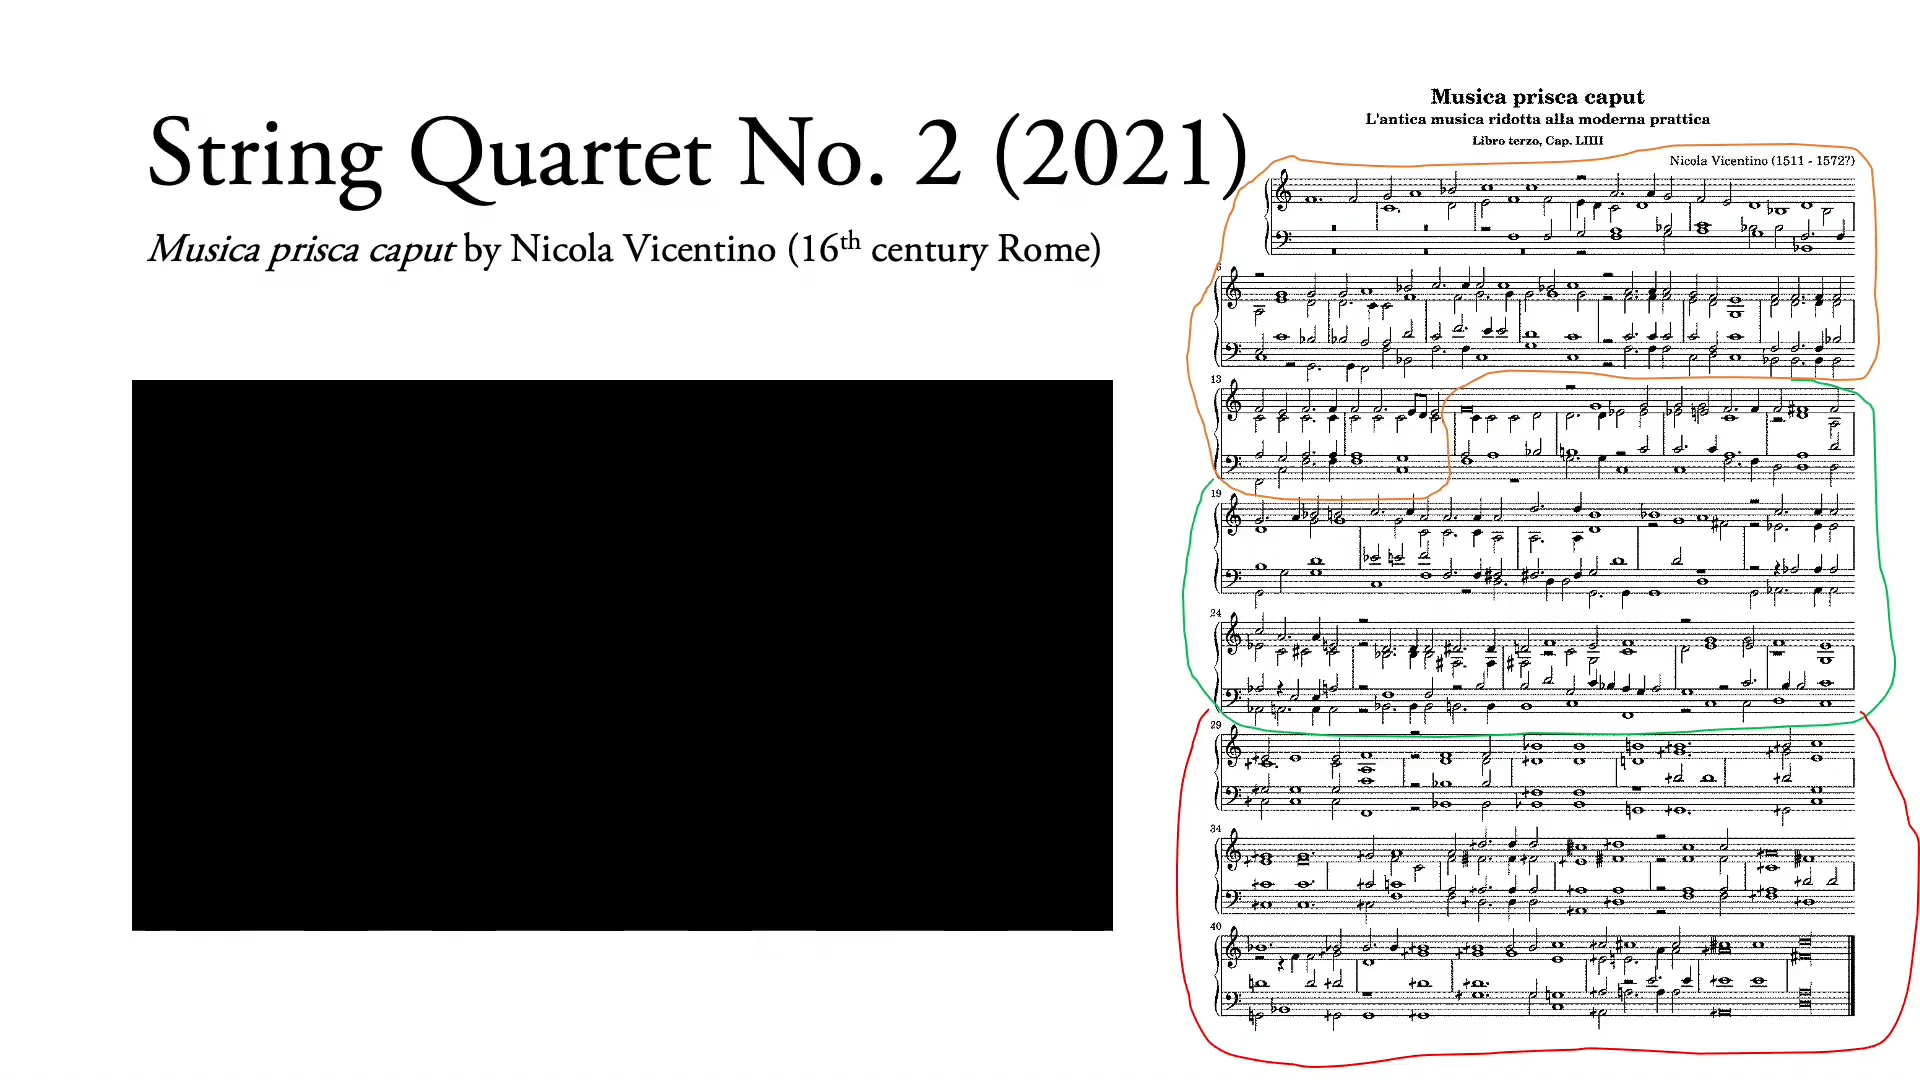 String Quartet No. 2 (2021)
Musica prisca caput by Nicola Vicentino (16th century Rome)
Musica prisca caput
L'antica musica ridotta alla moderna prattica
Libro terzo, Cap. LIIII
Nicola Vicentino (1511 - 1572?)
13
19
24
29
34
40